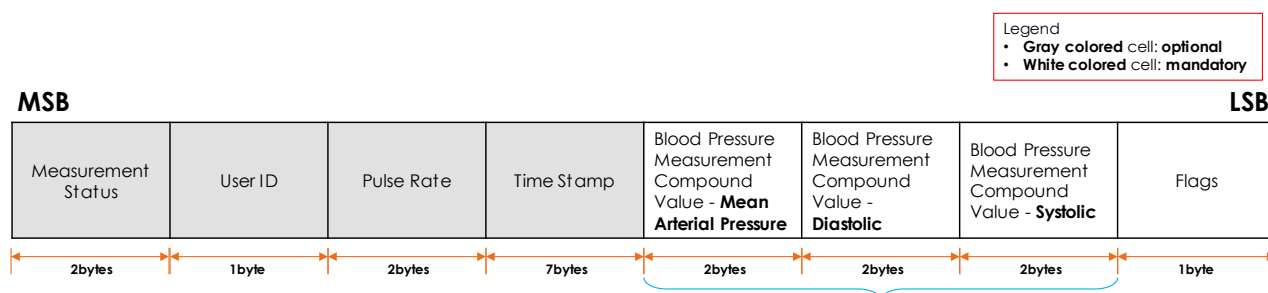 Legend
• Gray colored cell: optional
• White colored cell: mandatory
MSB
LSB
Measurement
Status
User ID
Pulse Rate
Time Stamp
Blood Pressure
Measurement
Compound
Value - Mean
Arterial Pressure
Blood Pressure
Measurement
Compound
Value -
Diastolic
Blood Pressure
Measurement
Compound
Value - Systolic
Flags
2bytes
1byte
2bytes
7bytes
2bytes
2bytes
2bytes
1byte